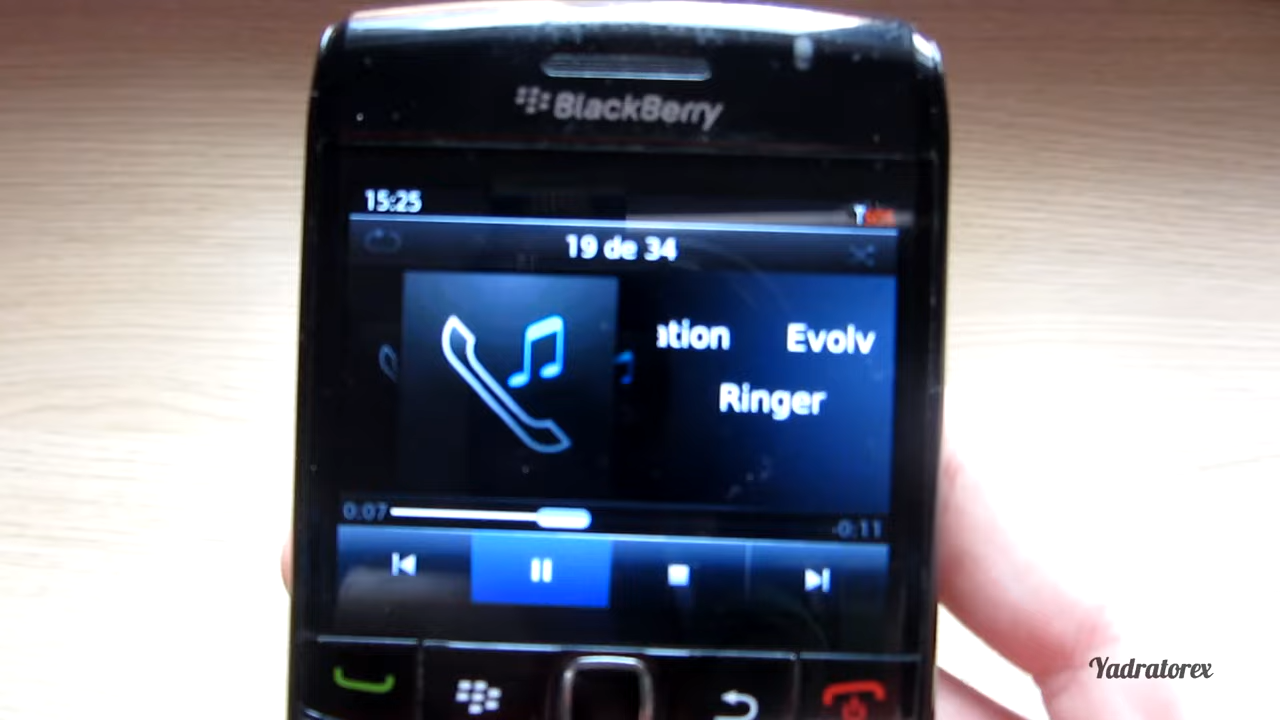 BlackBerry
15:25
19 de 34
ation Evolv
Ringer
0:07 -0:11
Yadratorex